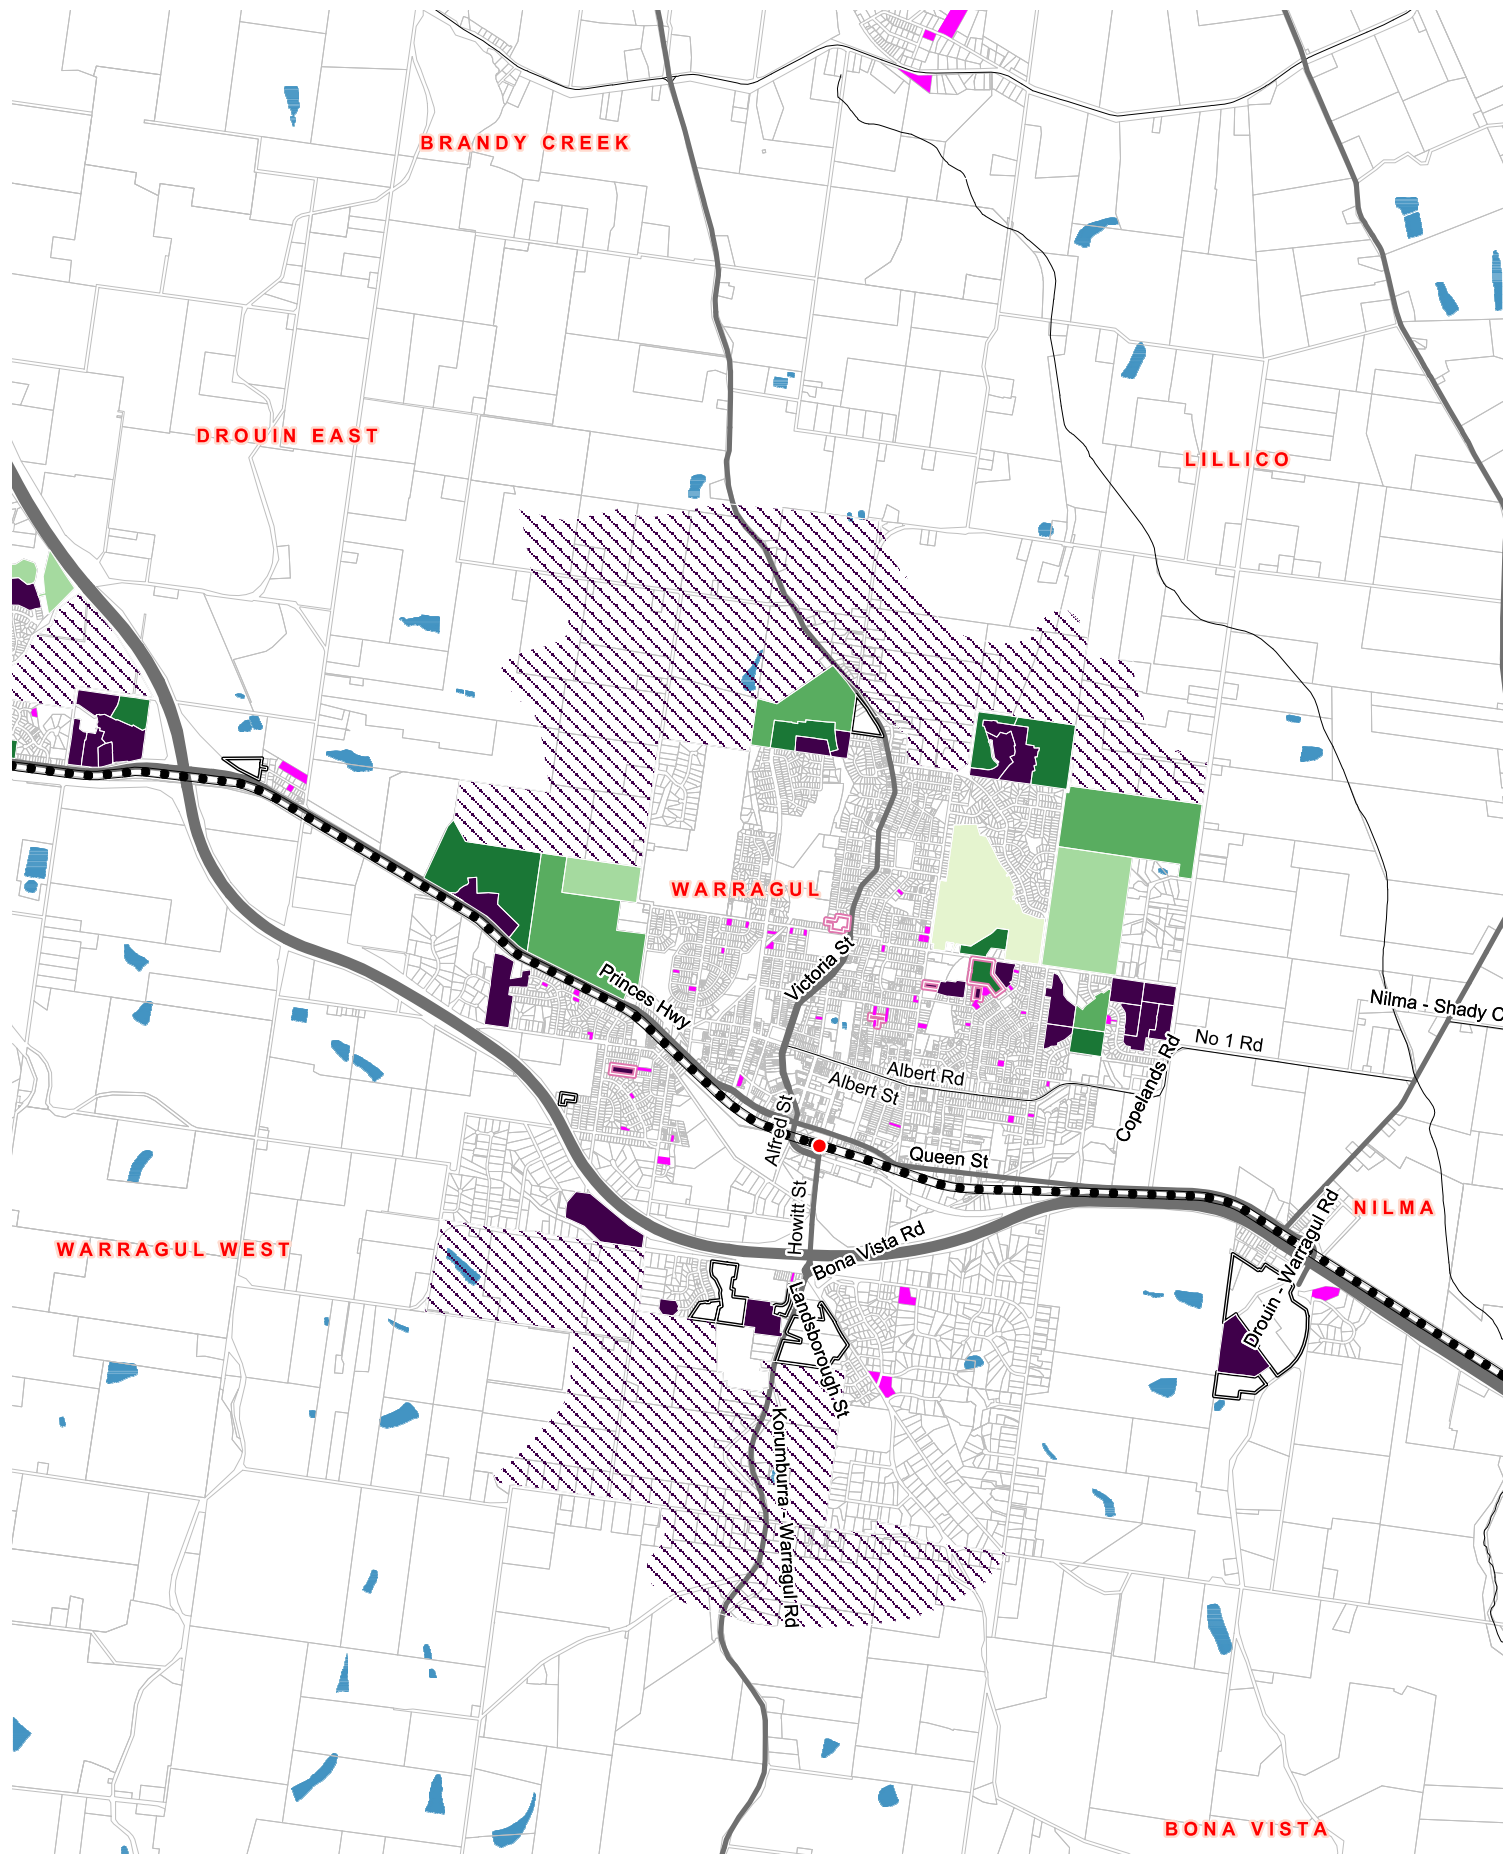 BRANDY CREEK
DROUIN EAST
LILLICO
WARRAGUL
Victoria St
Princes Hwy
Nilma - Shady C
No 1 Rd
Albert Rd
Albert St
Copelands Rd
Alfred St
Queen St
Howitt St
NILMA
WARRAGUL WEST
Bona Vista Rd
Drouin - Warragul Rd
Landsborough St
Korumburra - Warragul Rd
BONA VISTA